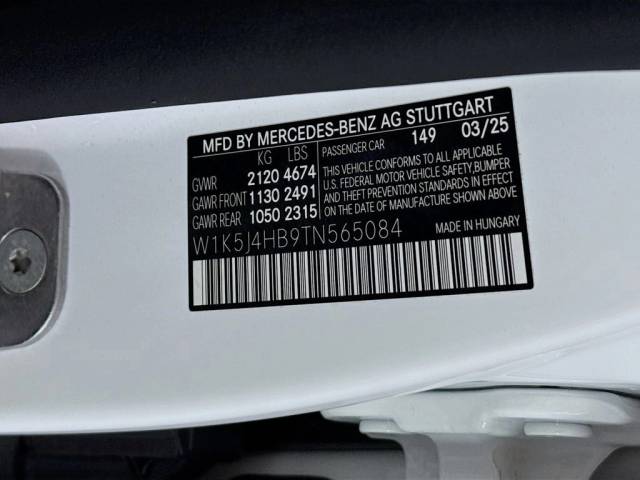 MFD BY MERCEDES-BENZ AG STUTTGART
KG LBS PASSENGER CAR 149 03/25
GVWR 2120 4674
GAWR FRONT 1130 2491
GAWR REAR 1050 2315
THIS VEHICLE CONFORMS TO ALL APPLICABLE
U.S. FEDERAL MOTOR VEHICLE SAFETY, BUMPER
AND THEFT PREVENTION STANDARDS IN EFFECT
ON THE DATE OF MANUFACTURE SHOWN ABOVE.
W1K5J4HB9TN565084 MADE IN HUNGARY